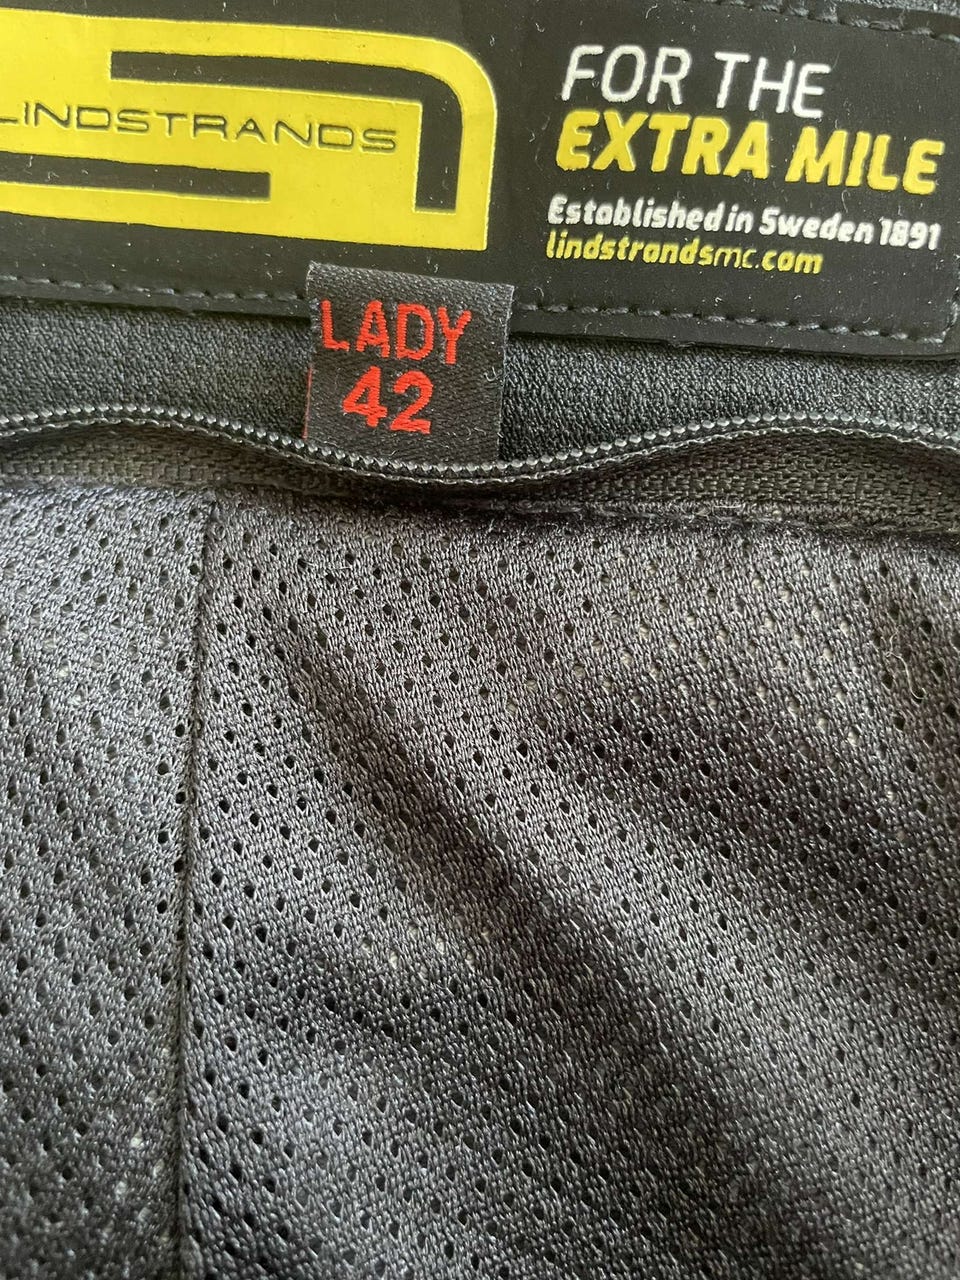 LINDSTRANDS
FOR THE
EXTRA MILE
Established in Sweden 1891
lindstrandsmc.com
LADY
42